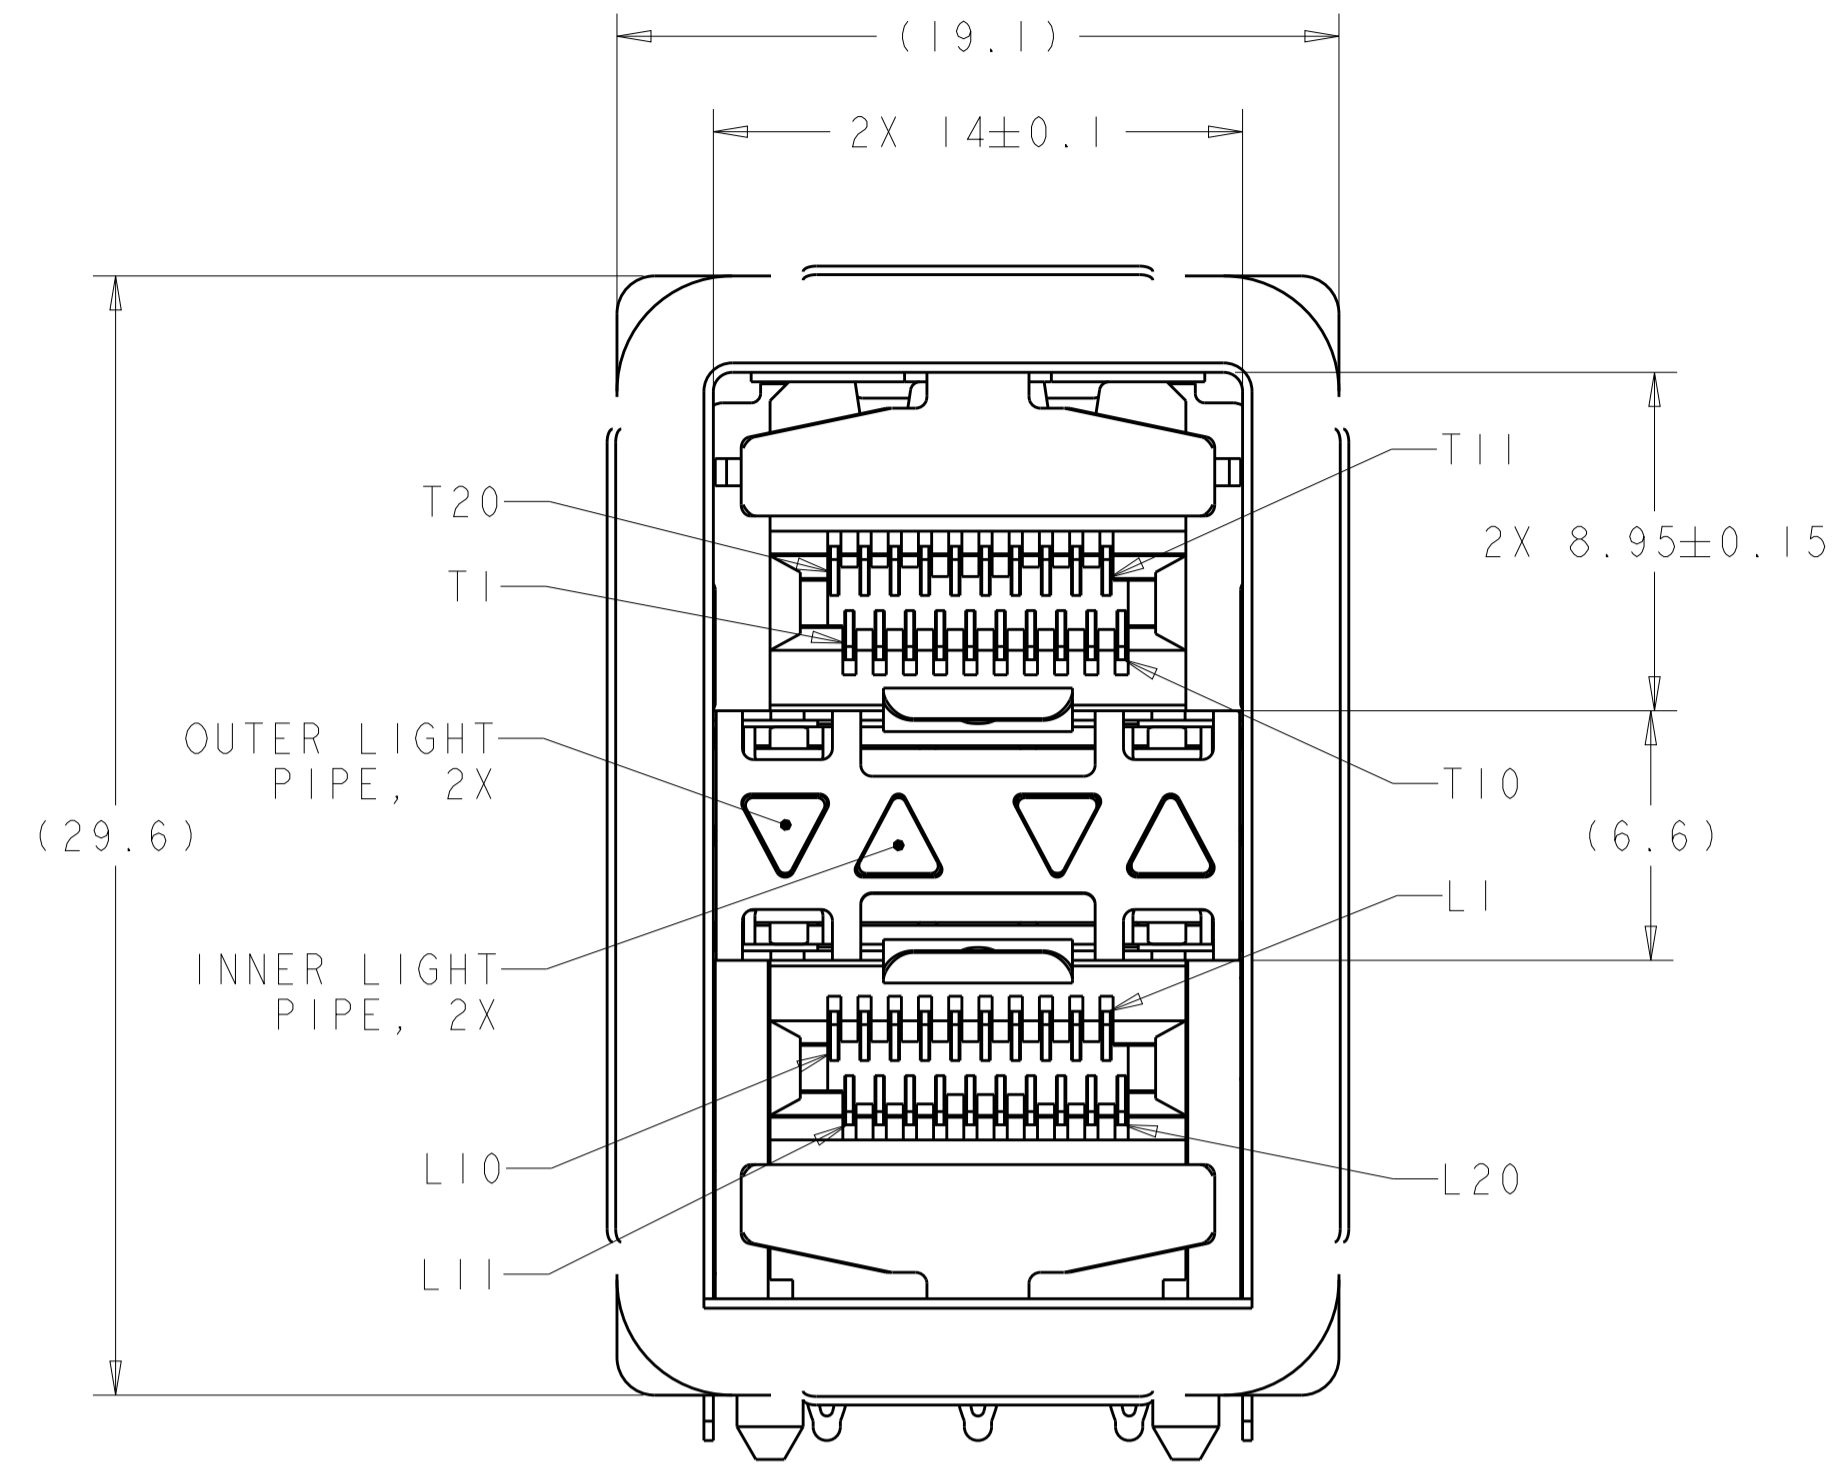 (19.1)
2X 14±0.1
T11
T20
2X 8.95±0.15
T1
OUTER LIGHT
PIPE, 2X
T10
(29.6)
(6.6)
L1
INNER LIGHT
PIPE, 2X
L10
L20
L11